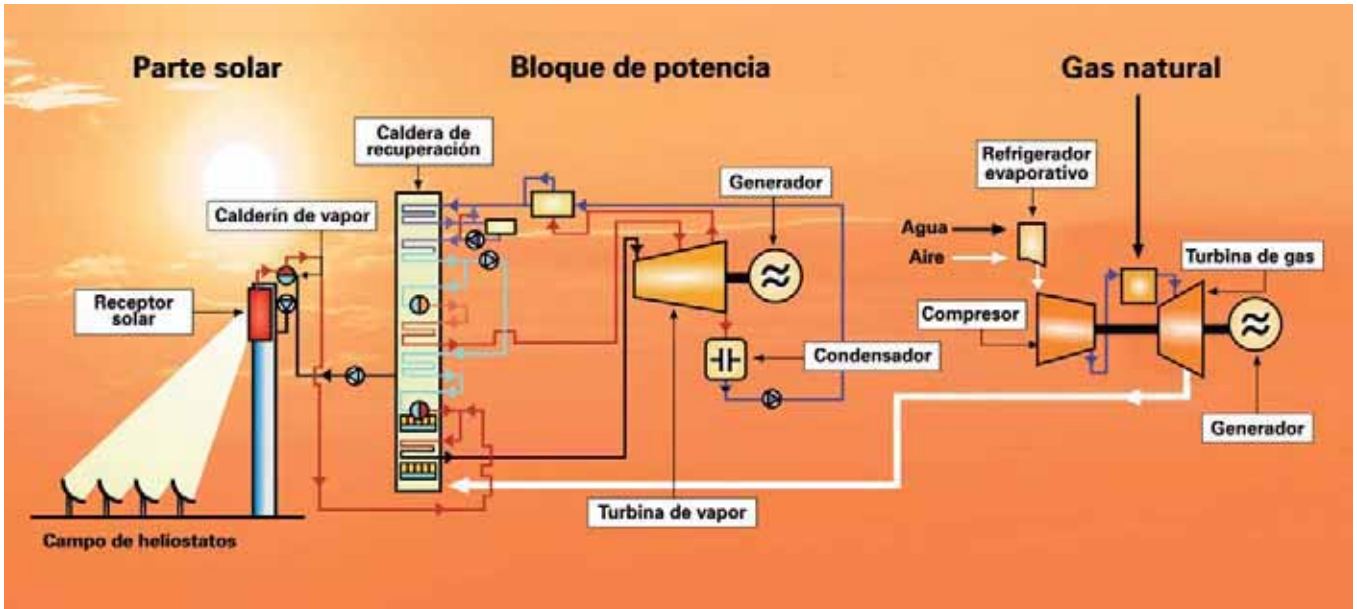 Parte solar
Bloque de potencia
Gas natural
Caldera de
recuperación
Calderín de vapor
Receptor
solar
Campo de heliostatos
Generador
Condensador
Turbina de vapor
Refrigerador
evaporativo
Agua
Aire
Compresor
Turbina de gas
Generador